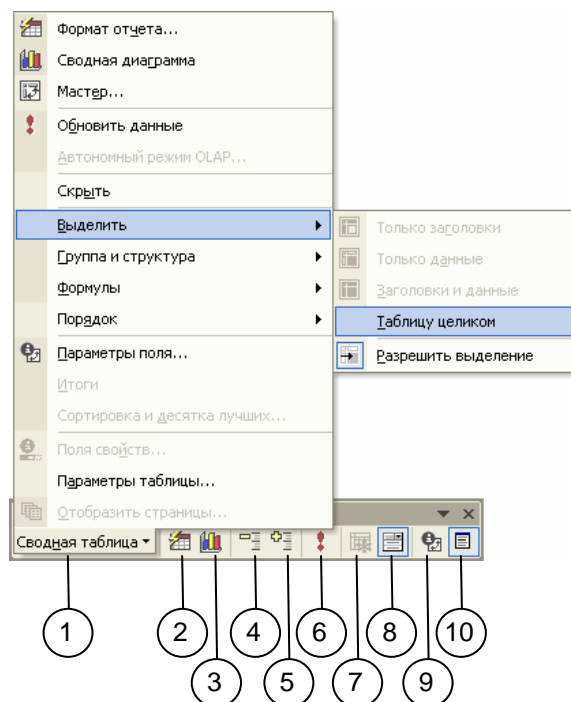 Формат отчета...
Сводная диаграмма
Мастер...
Обновить данные
Автономный режим OLAP...
Скрыть
Выделить
Группа и структура
Формулы
Порядок
Параметры поля...
Итоги
Сортировка и десятка лучших...
Поля свойств...
Параметры таблицы...
Отобразить страницы...
Только заголовки
Только данные
Заголовки и данные
Таблицу целиком
Разрешить выделение
Сводная таблица
1
2
3
4
5
6
7
8
9
10